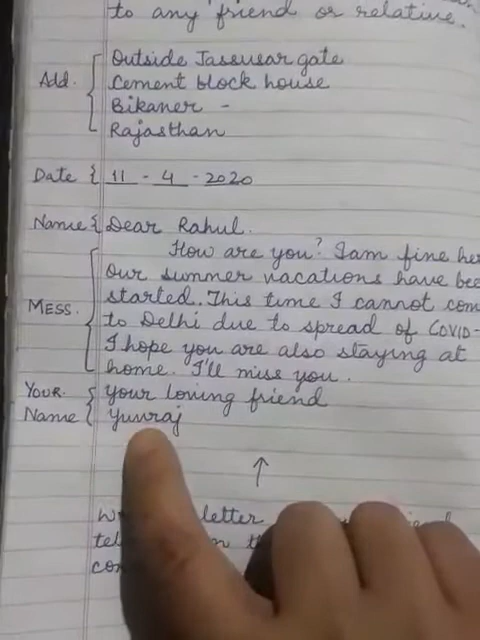 to any friend or relative.
Add. Outside Jassusar gate
Cement block house
Bikaner -
Rajasthan
Date 11 - 4 - 2020
Name Dear Rahul.
How are you? I am fine her
Our summer vacations have bee
started. This time I cannot com
MESS. to Delhi due to spread of COVID-
I hope you are also staying at
home. I'll miss you.
Your your loving friend
Name Yuvraj
letter
tel
co